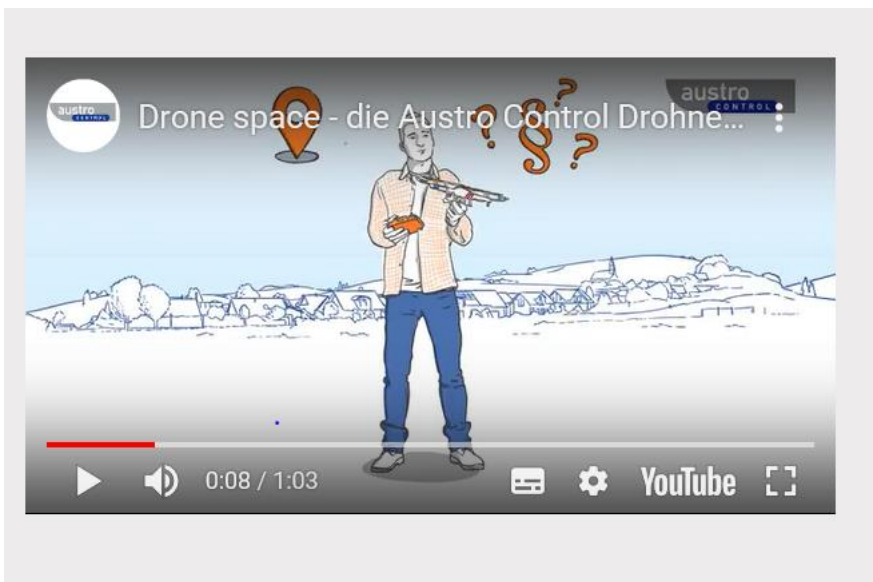 austro
CONTROL
Drone space - die Austro Control Drohne...
austro
CONTROL
? § ? ?
0:08 / 1:03
YouTube